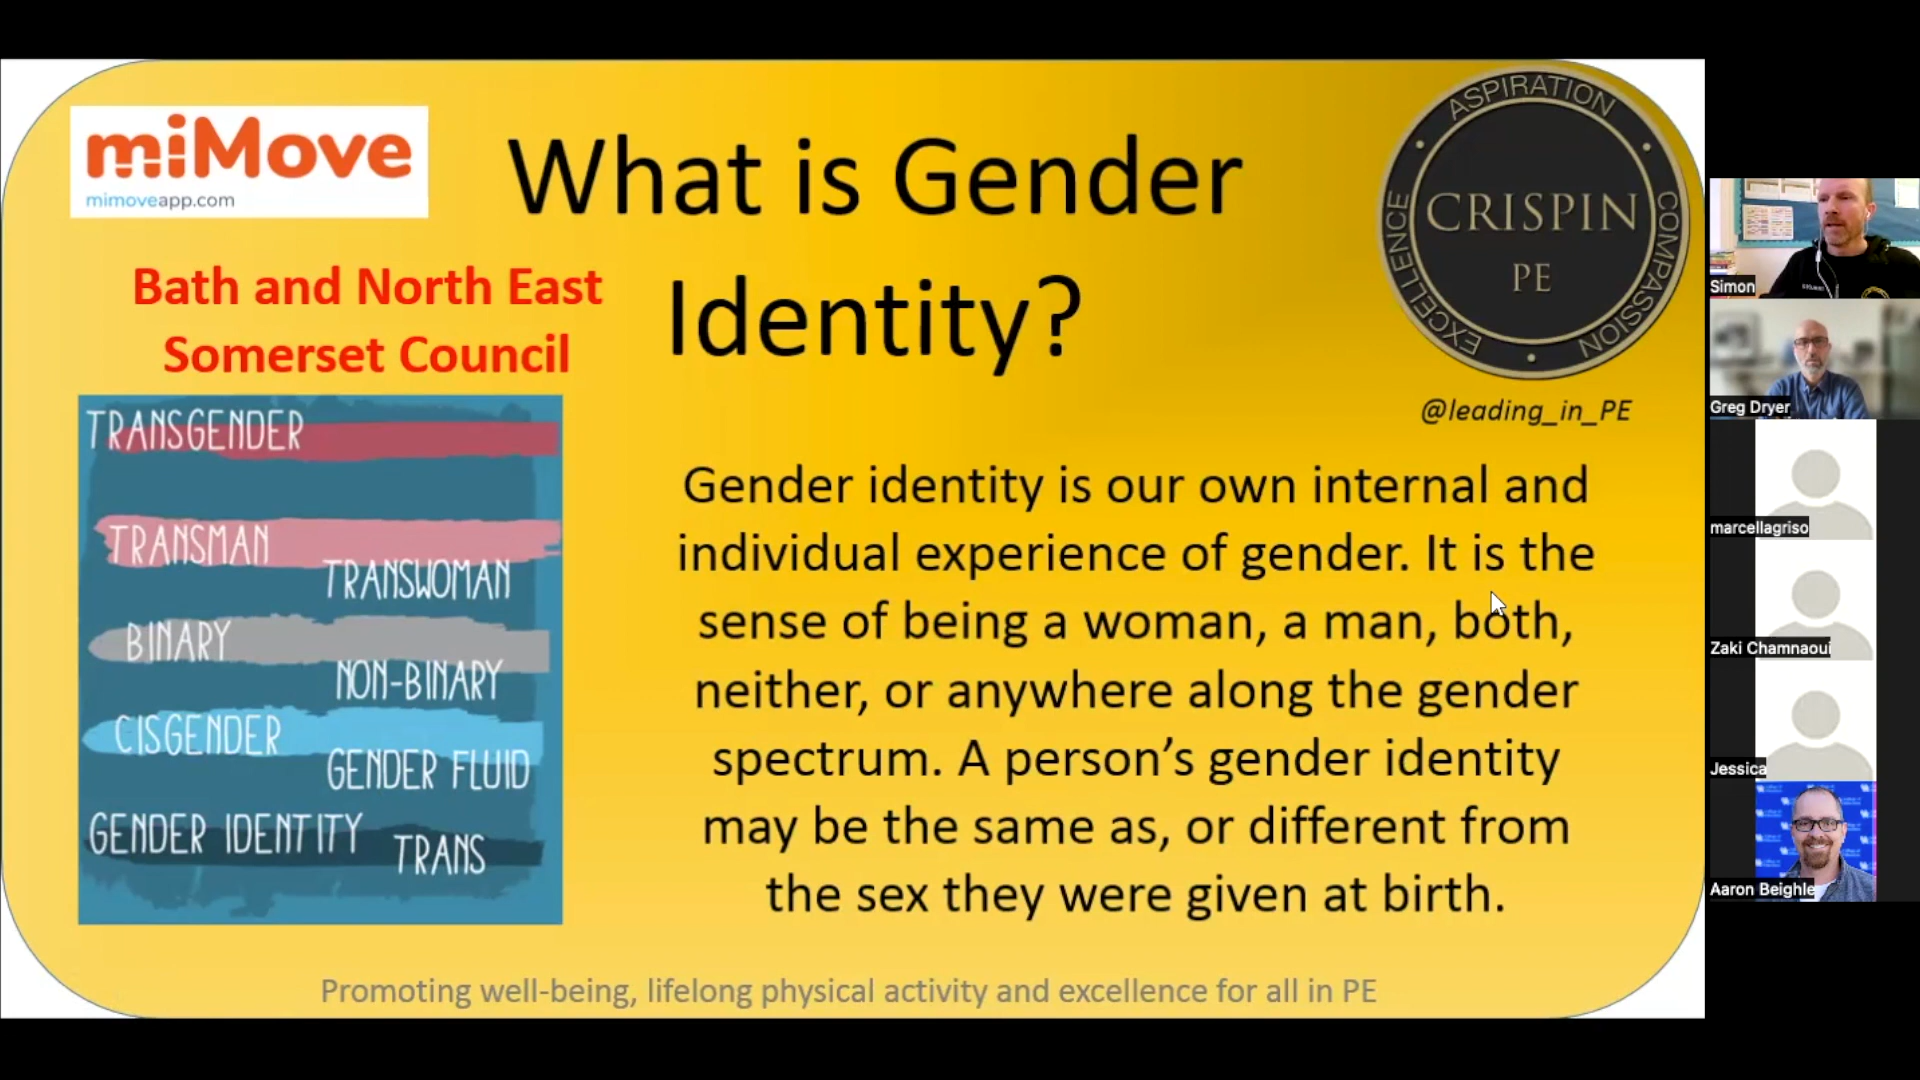 miMove
mimoveapp.com
What is Gender
Identity?
Bath and North East
Somerset Council
ASPIRATION
COMPASSION
EXCELLENCE
CRISPIN
PE
@leading_in_PE
TRANSGENDER
TRANSMAN
TRANSWOMAN
BINARY
NON-BINARY
CISGENDER
GENDER FLUID
GENDER IDENTITY
TRANS
Gender identity is our own internal and
individual experience of gender. It is the
sense of being a woman, a man, both,
neither, or anywhere along the gender
spectrum. A person’s gender identity
may be the same as, or different from
the sex they were given at birth.
Promoting well-being, lifelong physical activity and excellence for all in PE
Simon
Greg Dryer
marcellagriso
Zaki Chamnaoui
Jessica
Aaron Beighle